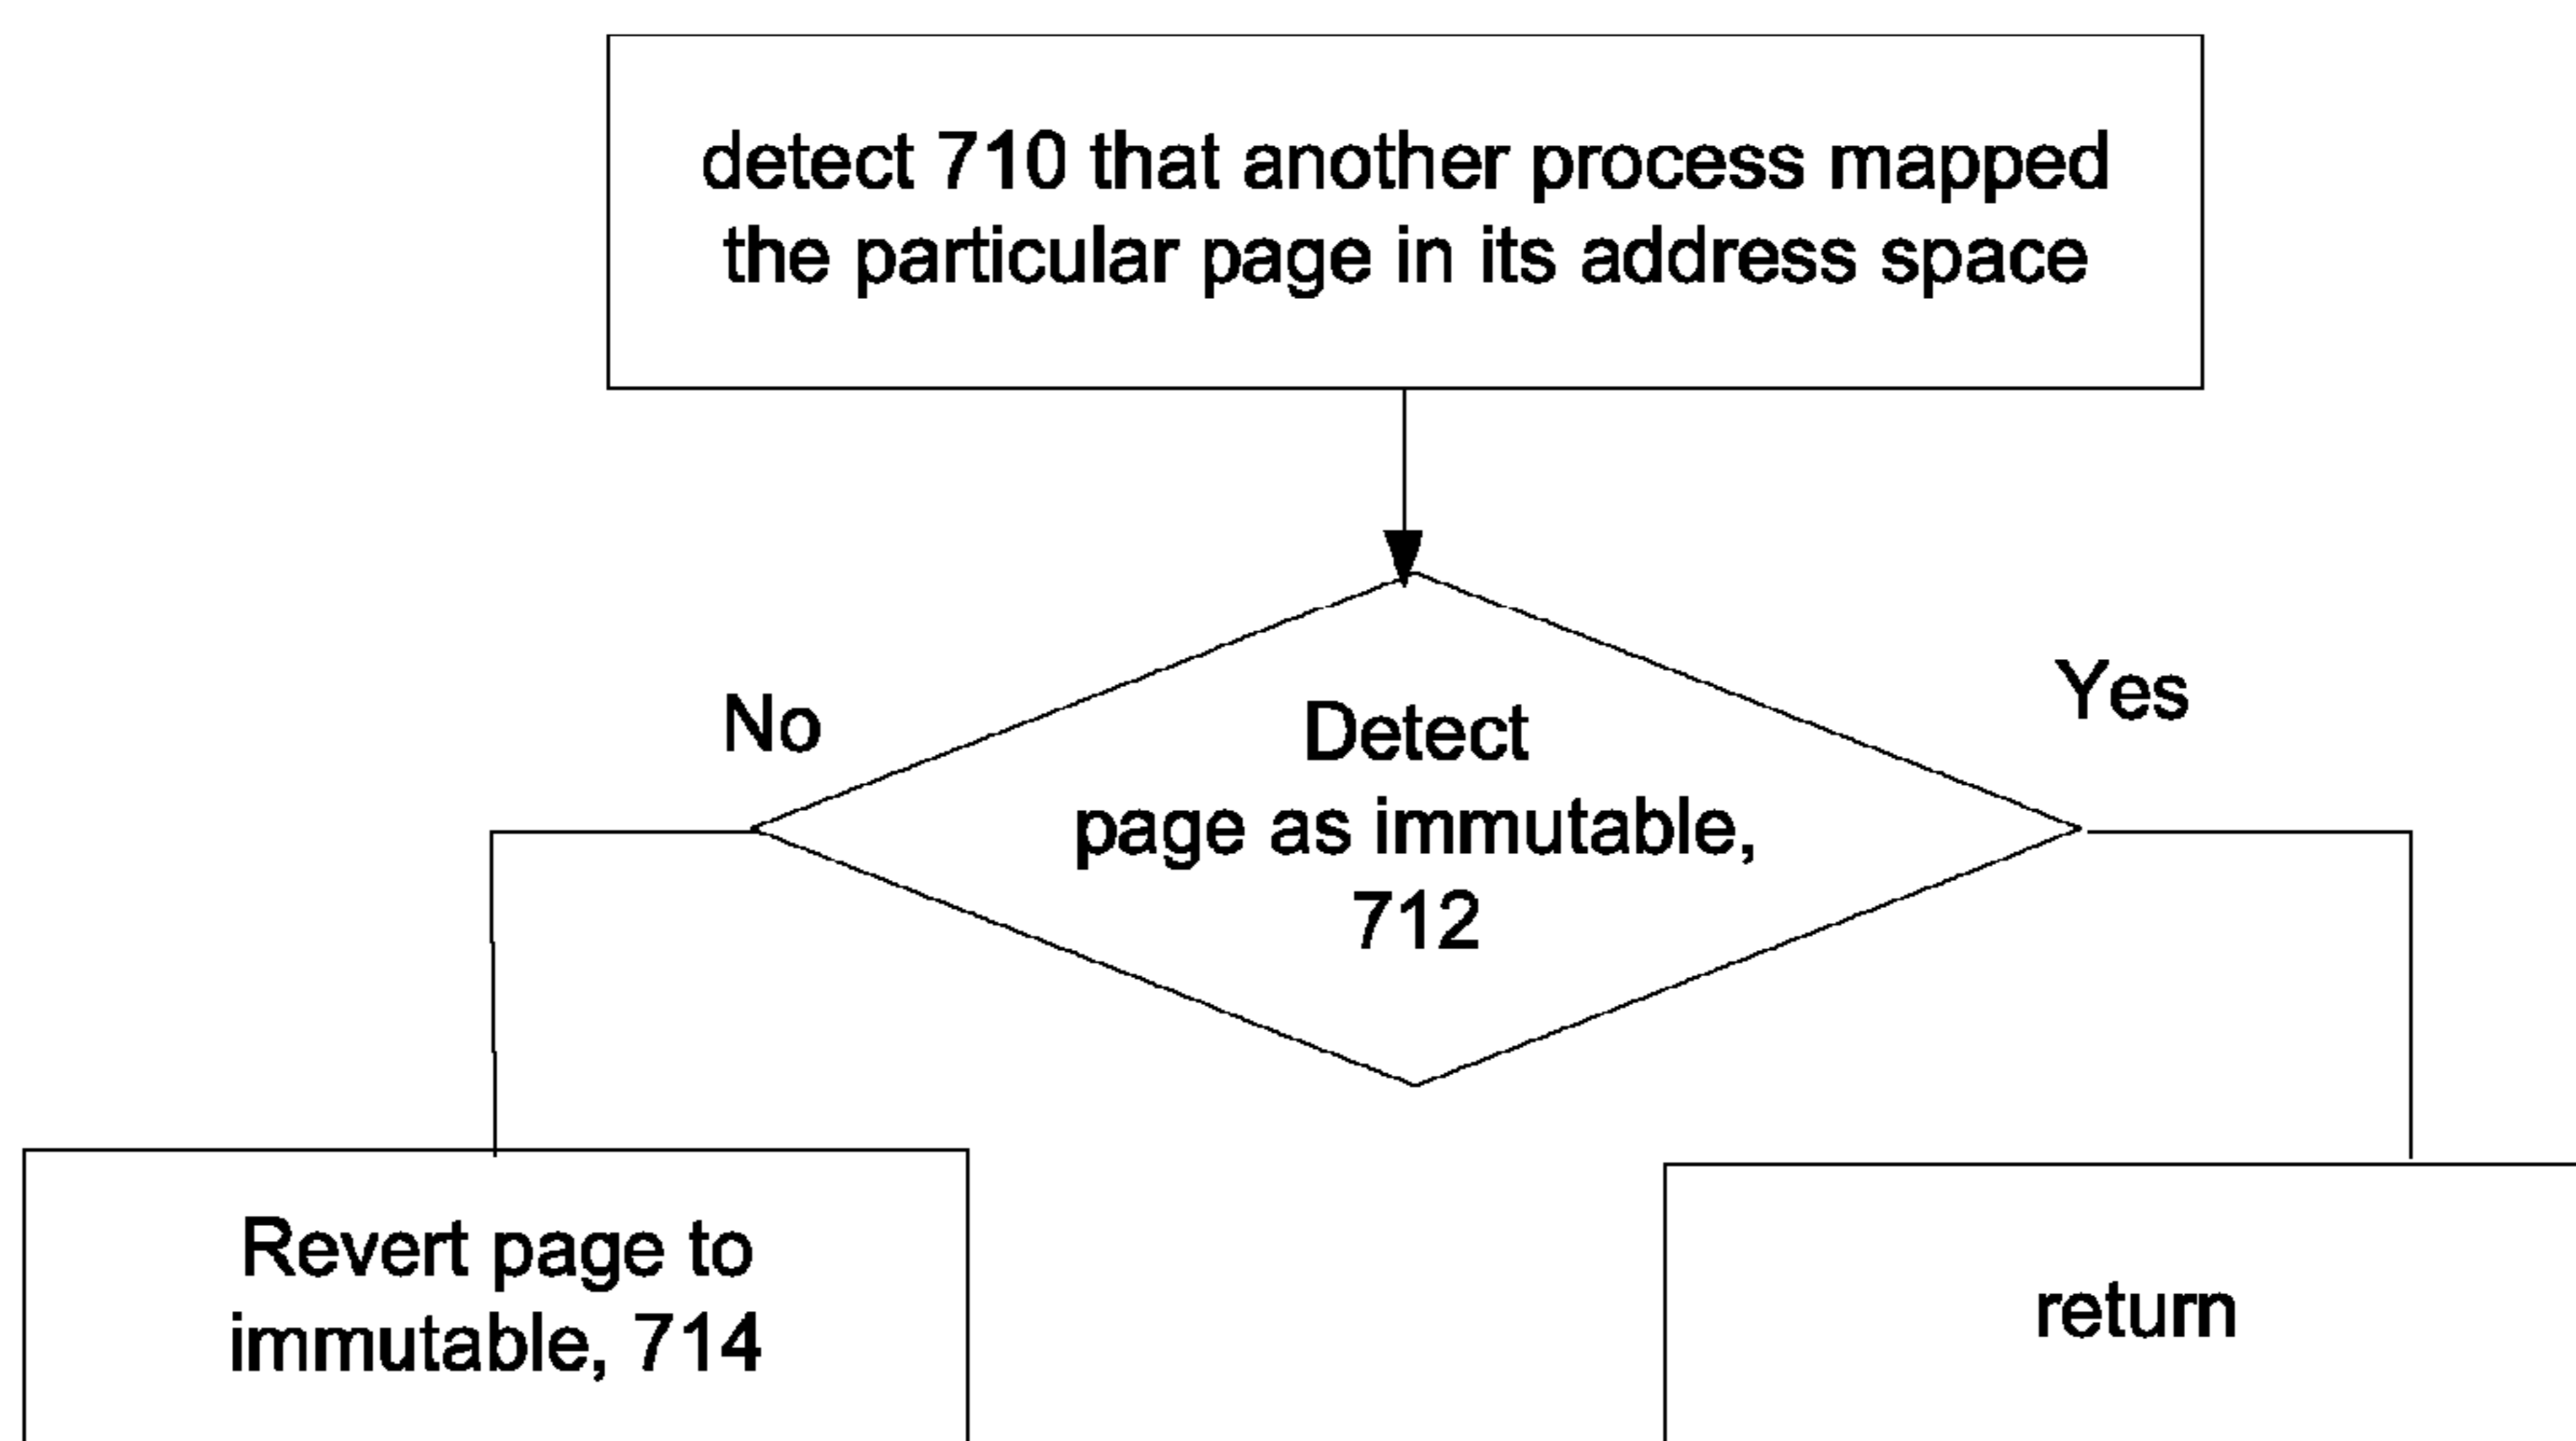 detect 710 that another process mapped
the particular page in its address space
No
Yes
Detect
page as immutable,
712
Revert page to
immutable, 714
return